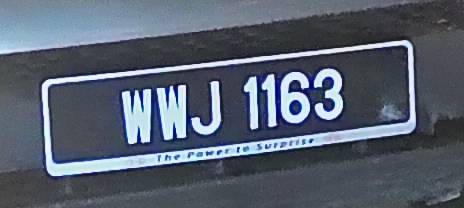 WWJ 1163
The Power to Surprise